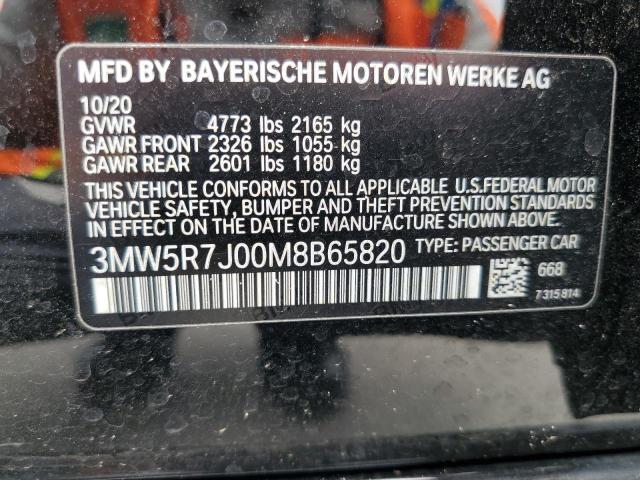 MFD BY BAYERISCHE MOTOREN WERKE AG
10/20
GVWR 4773 lbs 2165 kg
GAWR FRONT 2326 lbs 1055 kg
GAWR REAR 2601 lbs 1180 kg
THIS VEHICLE CONFORMS TO ALL APPLICABLE U.S.FEDERAL MOTOR
VEHICLE SAFETY, BUMPER AND THEFT PREVENTION STANDARDS
IN EFFECT ON THE DATE OF MANUFACTURE SHOWN ABOVE.
3MW5R7J00M8B65820 TYPE: PASSENGER CAR
668
7315814